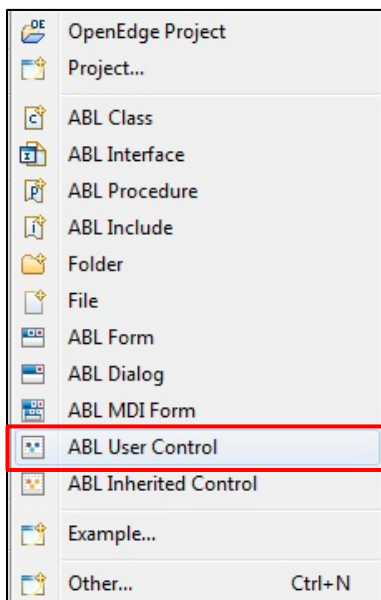 OpenEdge Project
Project...
ABL Class
ABL Interface
ABL Procedure
ABL Include
Folder
File
ABL Form
ABL Dialog
ABL MDI Form
ABL User Control
ABL Inherited Control
Example...
Other... Ctrl+N